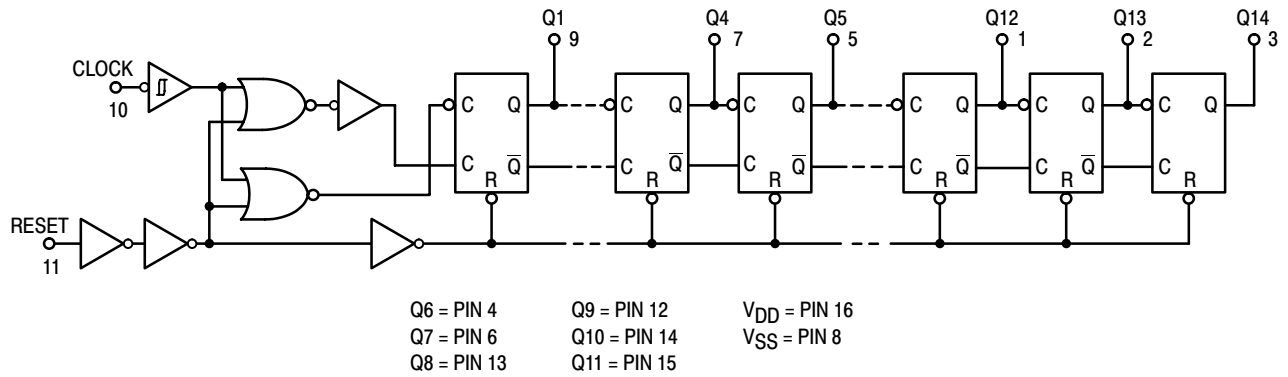 Q1 Q4 Q5 Q12 Q13 Q14
9 7 5 1 2 3
CLOCK
10
C Q C Q C Q C Q C Q C Q
C Q̅ C Q̅ C Q̅ C Q̅ C Q̅ C
R R R R R R
RESET
11
Q6 = PIN 4 Q9 = PIN 12 VDD = PIN 16
Q7 = PIN 6 Q10 = PIN 14 VSS = PIN 8
Q8 = PIN 13 Q11 = PIN 15